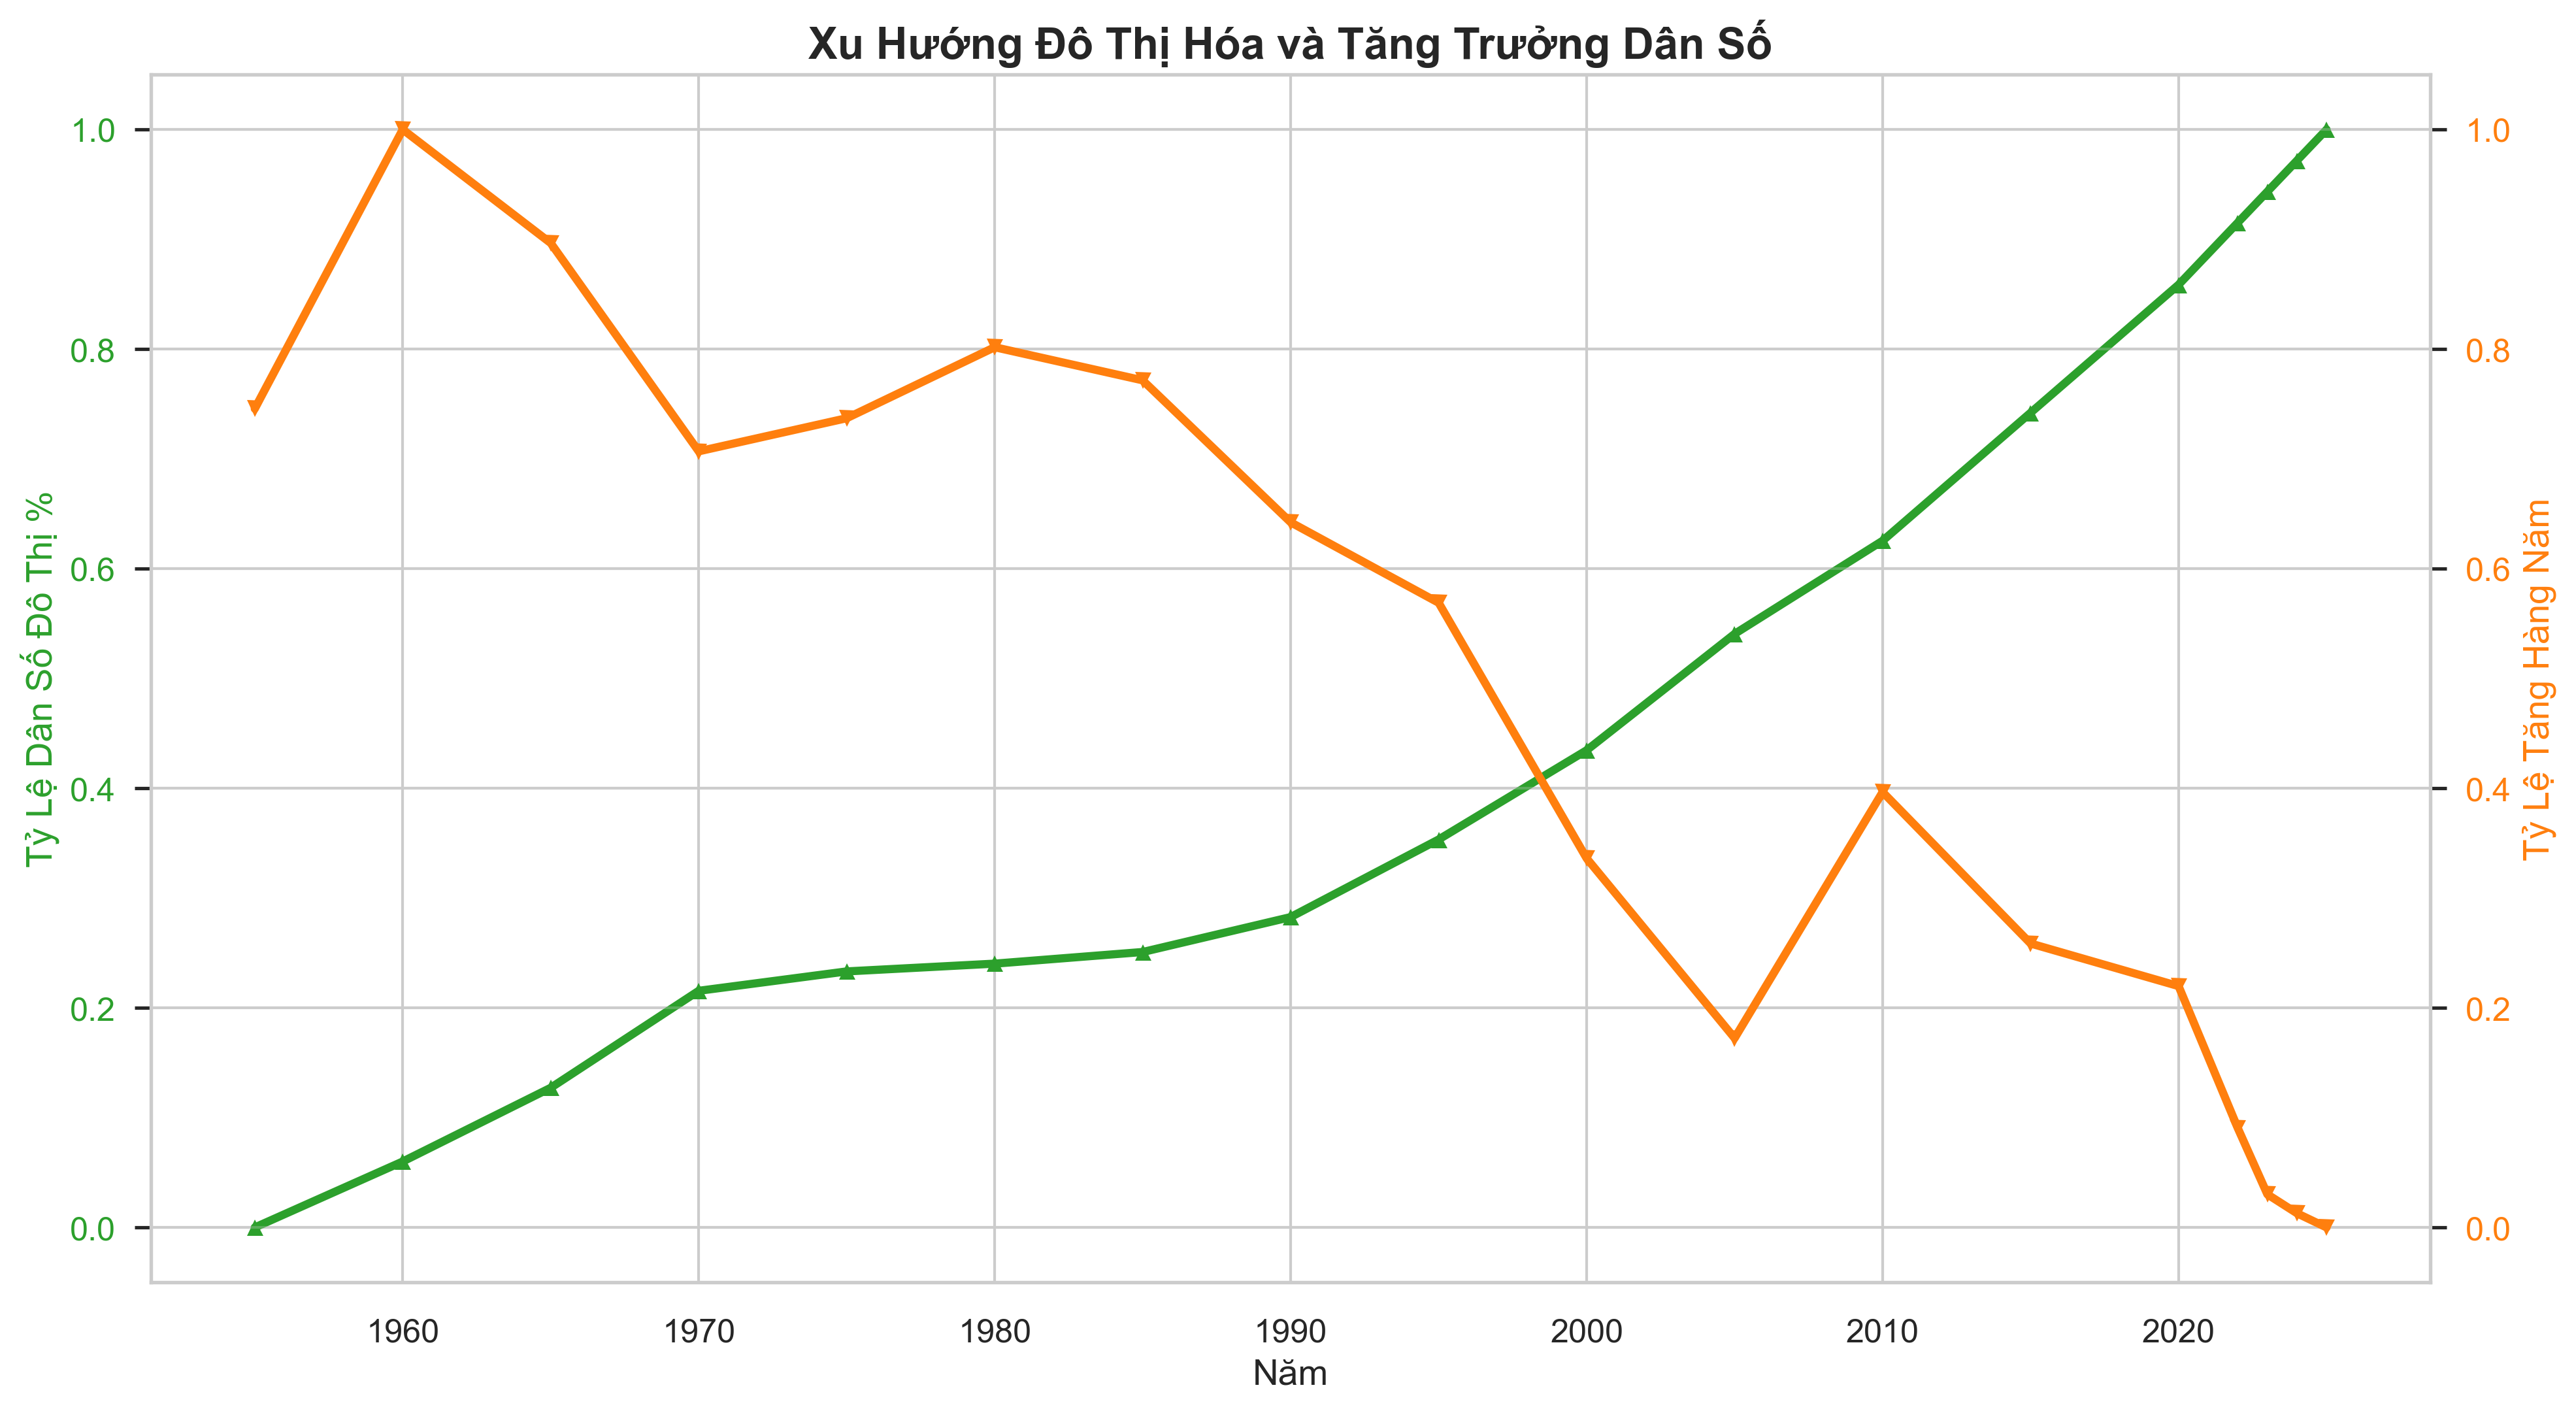 Xu Hướng Đô Thị Hóa và Tăng Trưởng Dân Số
Tỷ Lệ Dân Số Đô Thị %
1.0
0.8
0.6
0.4
0.2
0.0
1.0
0.8
0.6
0.4
0.2
0.0
Tỷ Lệ Tăng Hàng Năm
1960 1970 1980 1990 2000 2010 2020
Năm